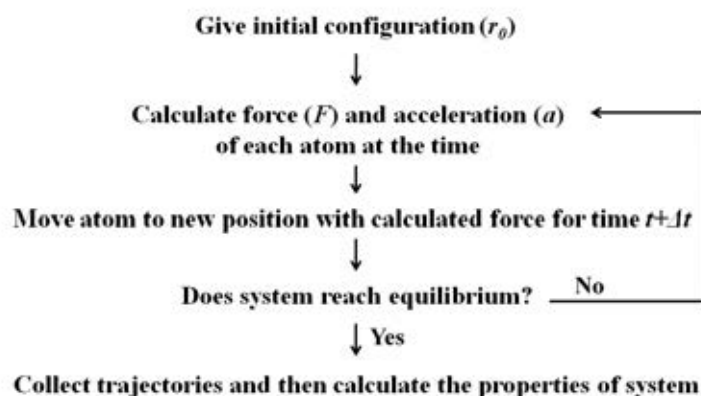 Give initial configuration (r₀)
Calculate force (F) and acceleration (a)
of each atom at the time
Move atom to new position with calculated force for time t+Δt
Does system reach equilibrium?
No
Yes
Collect trajectories and then calculate the properties of system